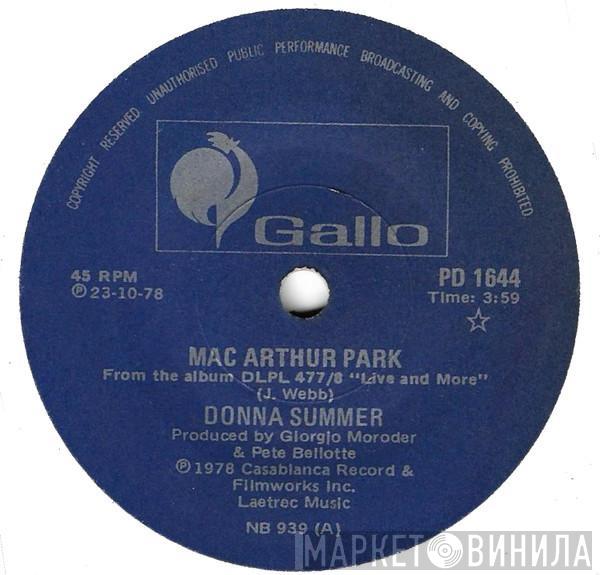 COPYRIGHT RESERVED UNAUTHORISED PUBLIC PERFORMANCE BROADCASTING AND COPYING PROHIBITED.
Gallo
45 RPM
℗ 23-10-78
PD 1644
Time: 3:59
MAC ARTHUR PARK
From the album DLPL 477/8 "Live and More"
(J. Webb)
DONNA SUMMER
Produced by Giorgio Moroder
& Pete Bellotte
℗ 1978 Casablanca Record &
Filmworks Inc.
Laetrec Music
NB 939 (A)
МАРКЕТ ВИНИЛА